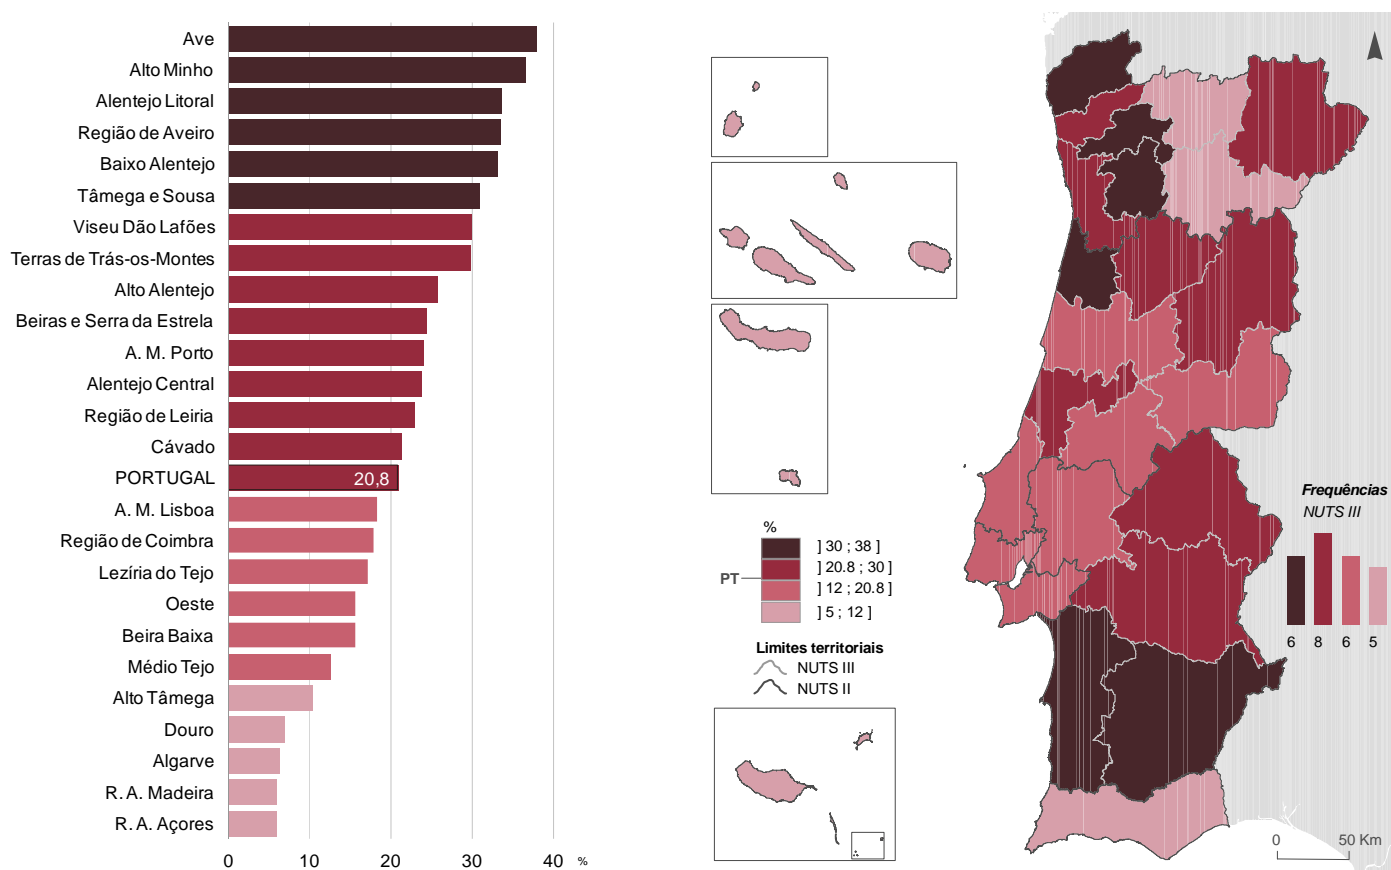 Ave
Alto Minho
Alentejo Litoral
Região de Aveiro
Baixo Alentejo
Tâmega e Sousa
Viseu Dão Lafões
Terras de Trás-os-Montes
Alto Alentejo
Beiras e Serra da Estrela
A. M. Porto
Alentejo Central
Região de Leiria
Cávado
PORTUGAL 20,8
A. M. Lisboa
Região de Coimbra
Lezíria do Tejo
Oeste
Beira Baixa
Médio Tejo
Alto Tâmega
Douro
Algarve
R. A. Madeira
R. A. Açores
0 10 20 30 40 %
%
] 30 ; 38 ]
] 20.8 ; 30 ]
PT
] 12 ; 20.8 ]
] 5 ; 12 ]
Limites territoriais
NUTS III
NUTS II
Frequências
NUTS III
6 8 6 5
0 50 Km